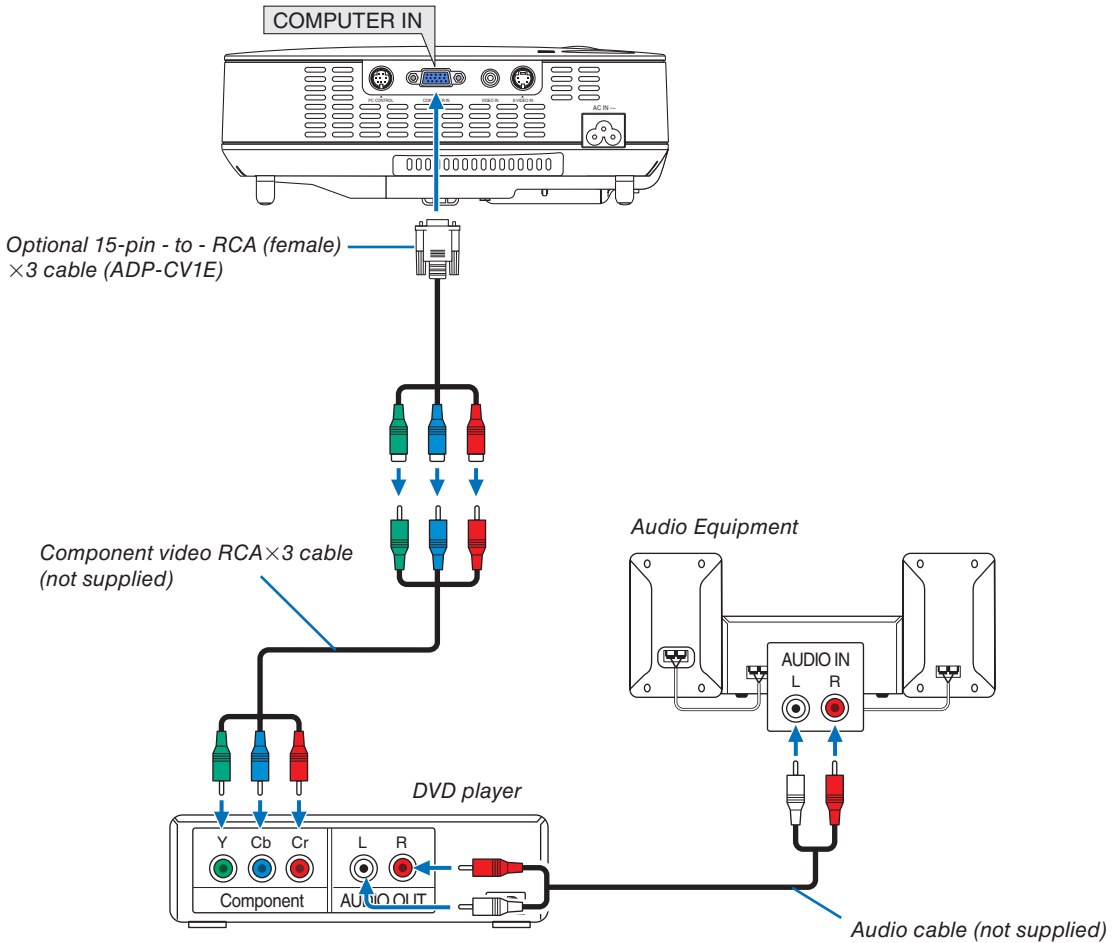 COMPUTER IN
PC CONTROL
COMPUTER IN
VIDEO IN
S-VIDEO IN
AC IN ~
Optional 15-pin - to - RCA (female)
×3 cable (ADP-CV1E)
Component video RCA×3 cable
(not supplied)
Audio Equipment
AUDIO IN
L R
DVD player
Y Cb Cr
L R
Component
AUDIO OUT
Audio cable (not supplied)